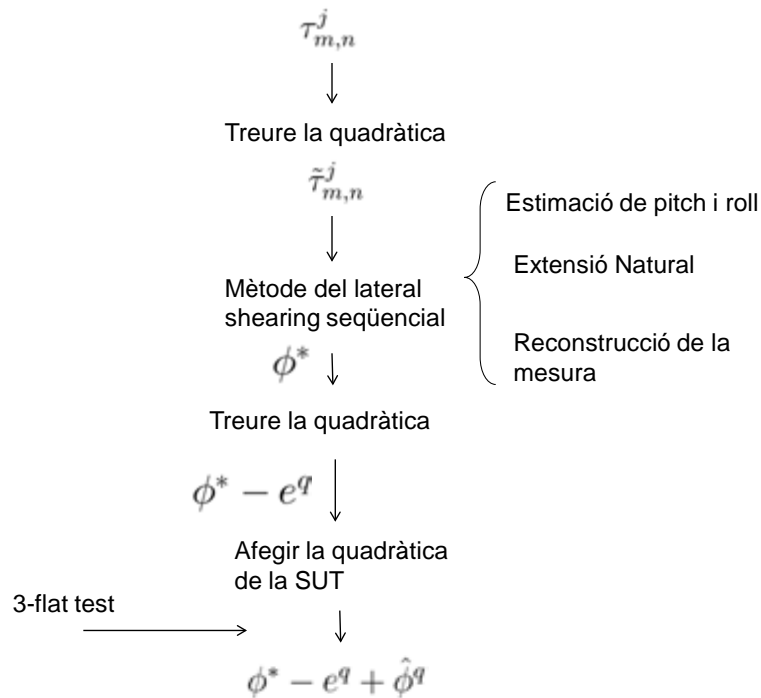 τ^j_{m,n}
Treure la quadràtica
τ̃^j_{m,n}
Mètode del lateral
shearing seqüencial
Estimació de pitch i roll
Extensió Natural
Reconstrucció de la
mesura
ϕ*
Treure la quadràtica
ϕ* − e^q
Afegir la quadràtica
de la SUT
3-flat test
ϕ* − e^q + ϕ̂^q